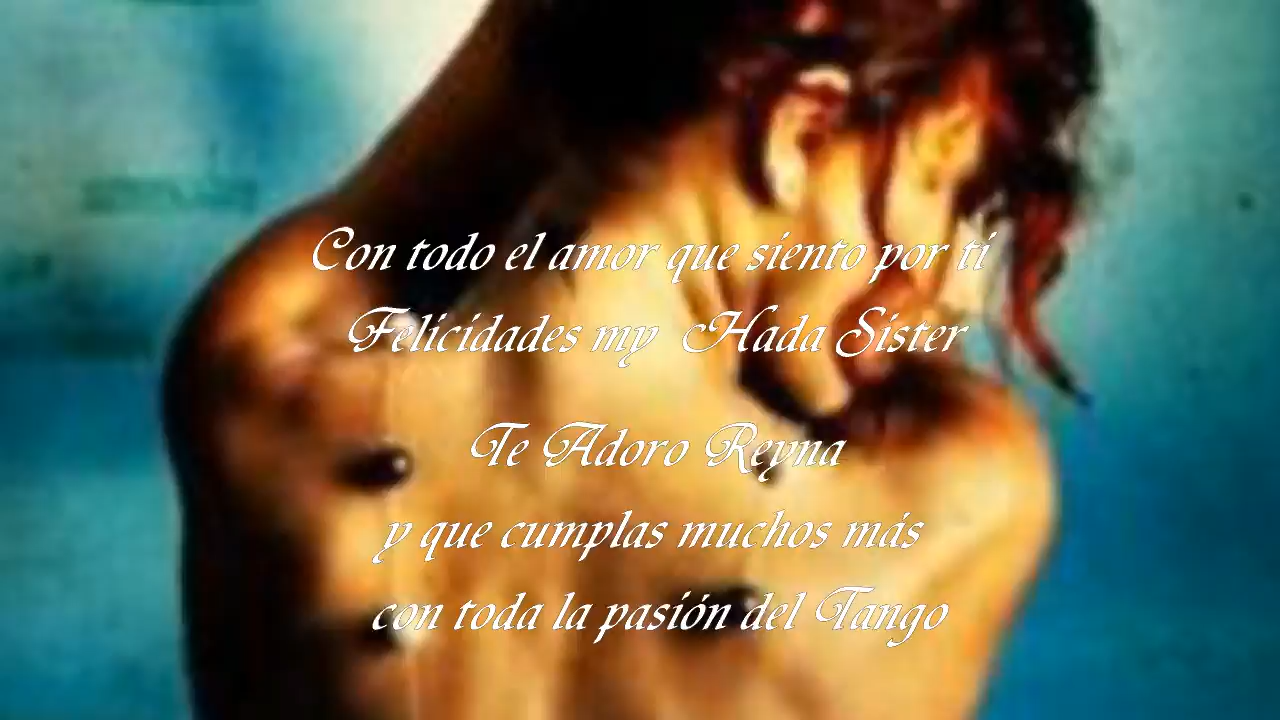 Con todo el amor que siento por ti
Felicidades my Hada Sister
Te Adoro Reyna
y que cumplas muchos más
con toda la pasión del Tango